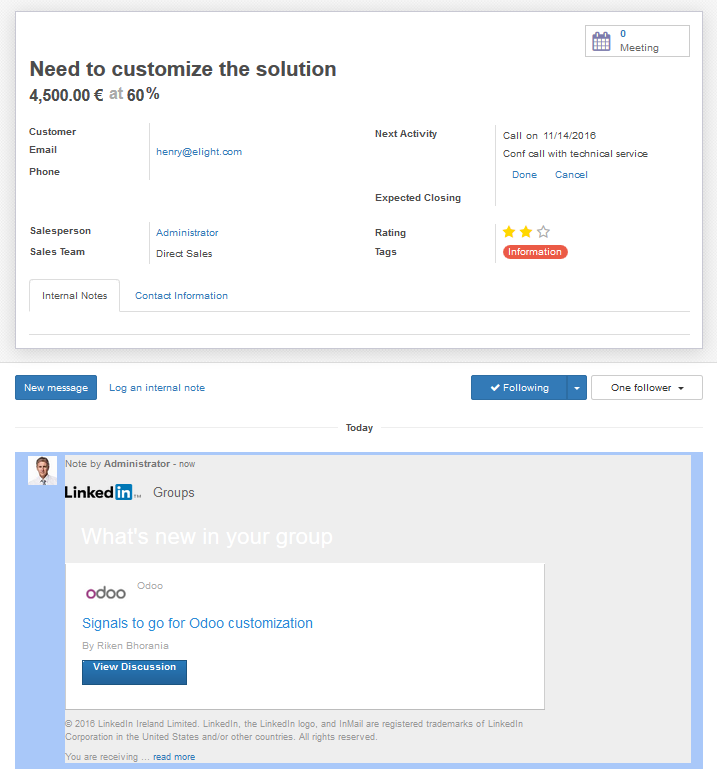 0
Meeting
Need to customize the solution
4,500.00 € at 60%
Customer
Email henry@elight.com
Phone
Next Activity Call on 11/14/2016
Conf call with technical service
Done Cancel
Expected Closing
Salesperson Administrator
Sales Team Direct Sales
Rating
Tags Information
Internal Notes Contact Information
New message Log an internal note Following One follower
Today
Note by Administrator - now
Linked in™ Groups
What's new in your group
odoo Odoo
Signals to go for Odoo customization
By Riken Bhorania
View Discussion
© 2016 LinkedIn Ireland Limited. LinkedIn, the LinkedIn logo, and InMail are registered trademarks of LinkedIn
Corporation in the United States and/or other countries. All rights reserved.
You are receiving ... read more